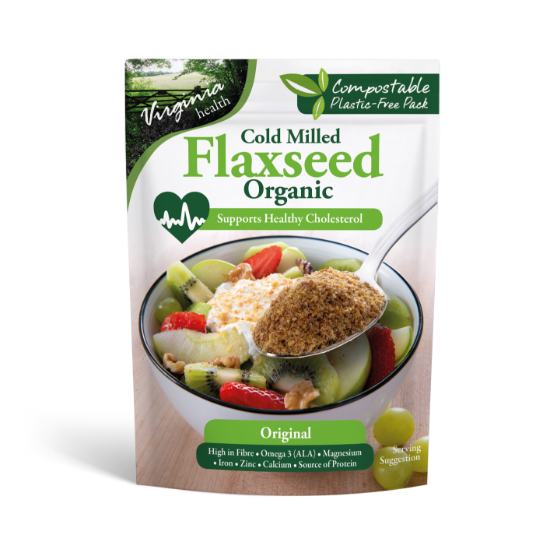 Virginia
health
Compostable
Plastic-Free Pack
Cold Milled
Flaxseed
Organic
Supports Healthy Cholesterol
Original
High in Fibre • Omega 3 (ALA) • Magnesium
• Iron • Zinc • Calcium • Source of Protein
Serving
Suggestion